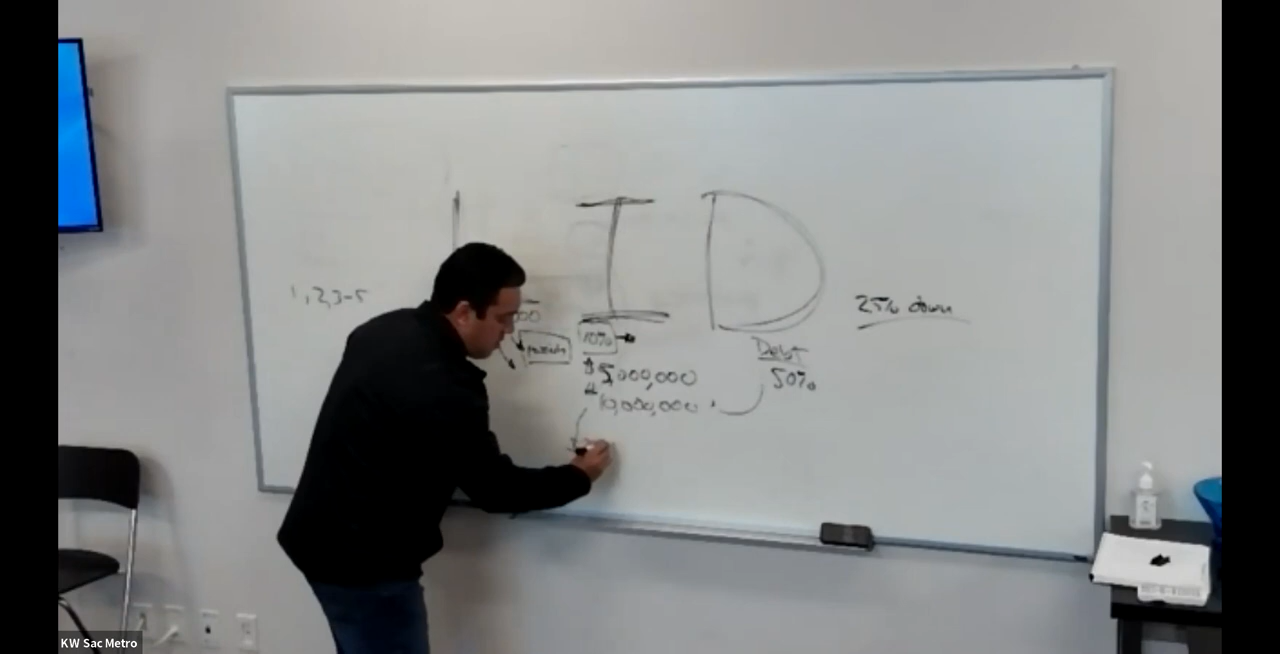 I D
1,2,3-5
25% down
10%
Debt
$5,000,000
50%
10,000,000
KW Sac Metro